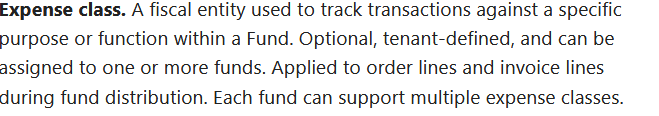 Expense class. A fiscal entity used to track transactions against a specific
purpose or function within a Fund. Optional, tenant-defined, and can be
assigned to one or more funds. Applied to order lines and invoice lines
during fund distribution. Each fund can support multiple expense classes.